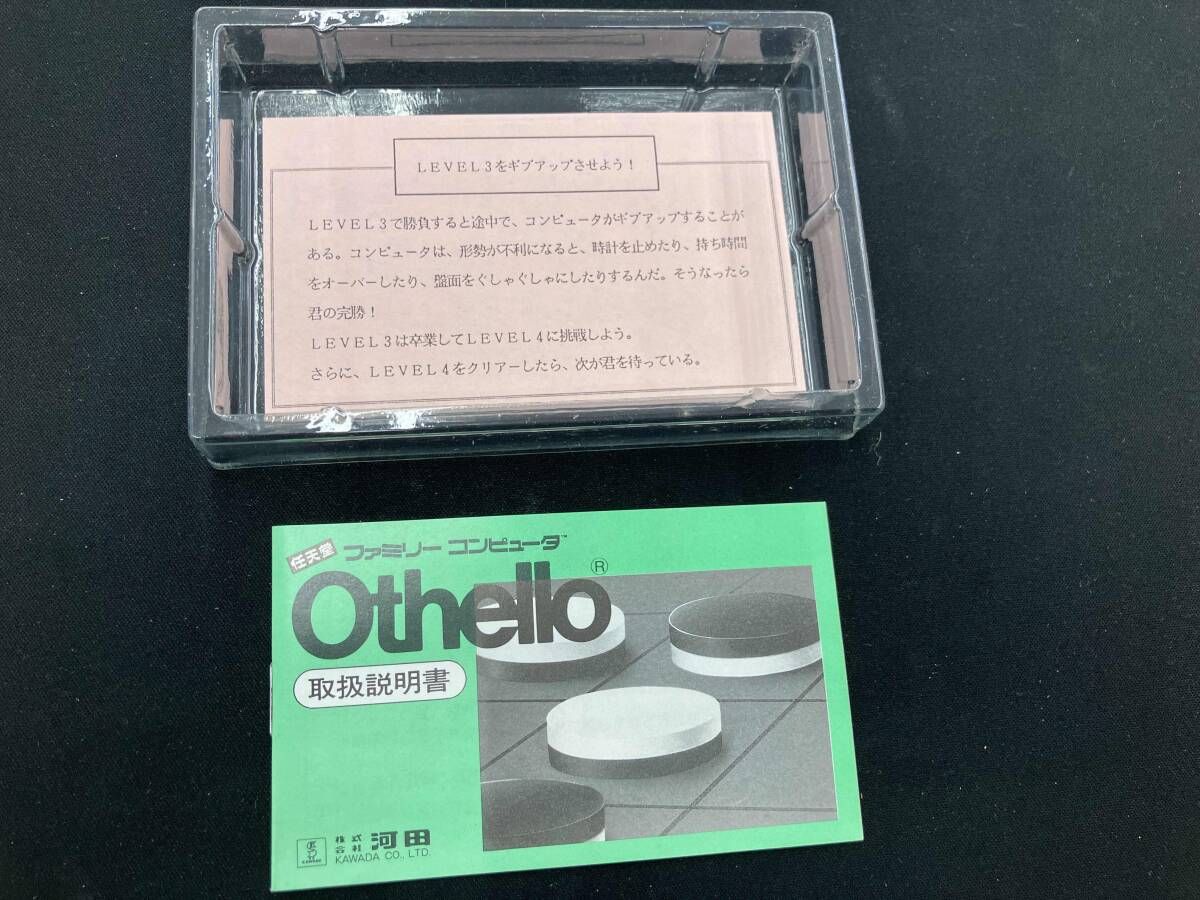 LEVEL3をギブアップさせよう！
LEVEL3で勝負すると途中で、コンピュータがギブアップすることが
ある。コンピュータは、形勢が不利になると、時計を止めたり、持ち時間
をオーバーしたり、盤面をぐしゃぐしゃにしたりするんだ。そうなったら
君の完勝！
LEVEL3は卒業してLEVEL4に挑戦しよう。
さらに、LEVEL4をクリアーしたら、次が君を待っている。
任天堂 ファミリー コンピュータ™
Othello®
取扱説明書
株式会社 河田
KAWADA CO., LTD.